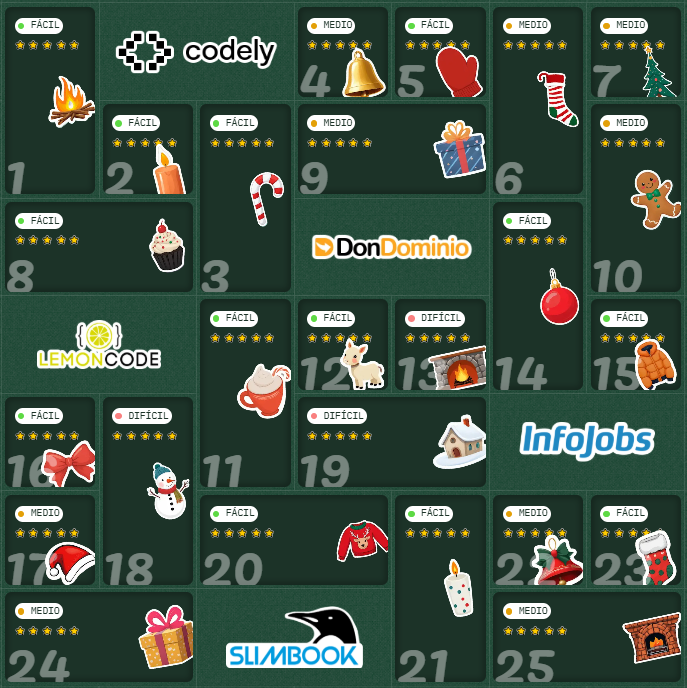 FÁCIL
1
codely
MEDIO
4
FÁCIL
5
MEDIO
6
MEDIO
7
FÁCIL
2
FÁCIL
3
MEDIO
9
MEDIO
10
FÁCIL
8
DonDominio
FÁCIL
14
LEMONCODE
FÁCIL
11
FÁCIL
12
DIFÍCIL
13
FÁCIL
15
FÁCIL
16
DIFÍCIL
18
DIFÍCIL
19
InfoJobs
MEDIO
17
FÁCIL
20
FÁCIL
21
MEDIO
22
FÁCIL
23
MEDIO
24
SLIMBOOK
MEDIO
25